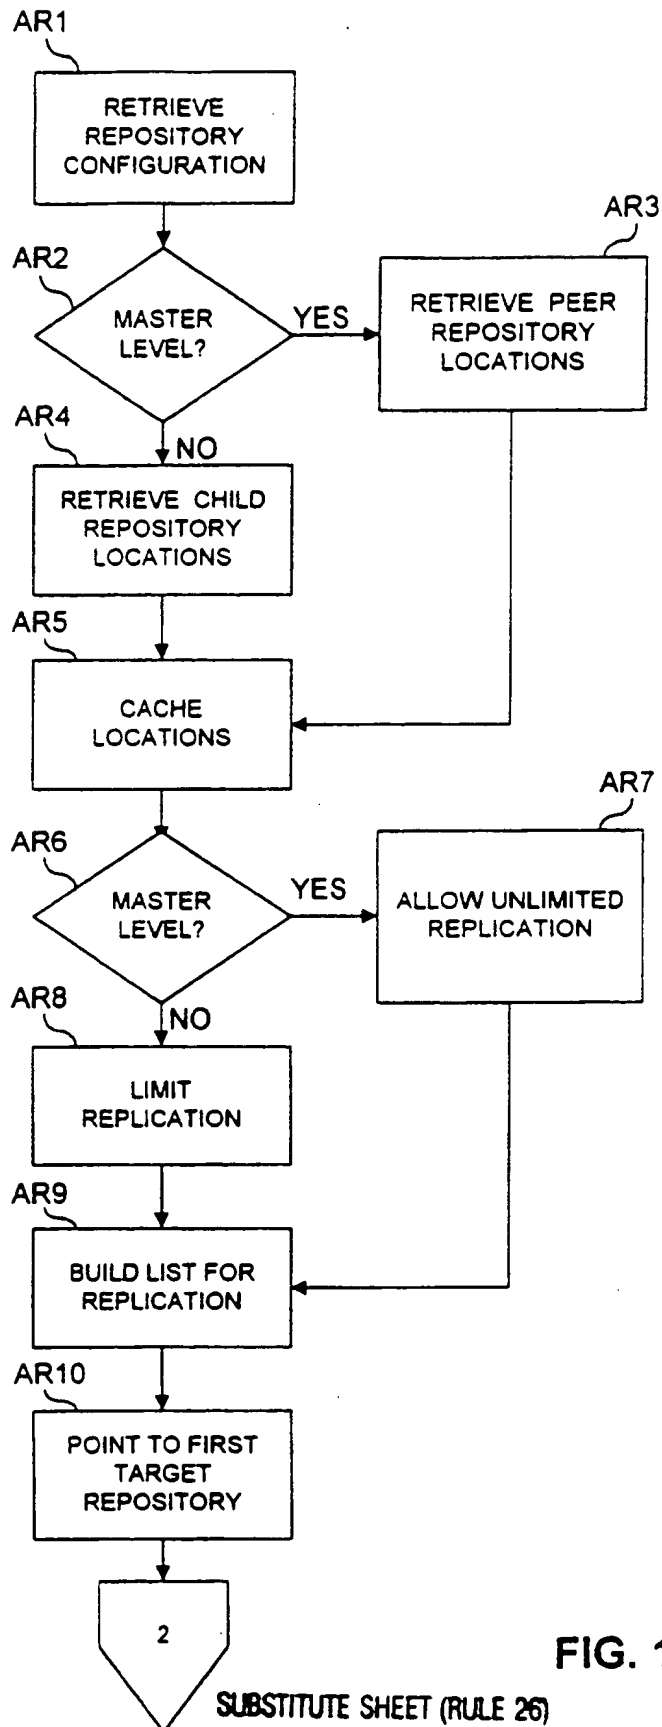 AR1
RETRIEVE
REPOSITORY
CONFIGURATION
AR2
MASTER
LEVEL?
YES
AR3
RETRIEVE PEER
REPOSITORY
LOCATIONS
NO
AR4
RETRIEVE CHILD
REPOSITORY
LOCATIONS
AR5
CACHE
LOCATIONS
AR6
MASTER
LEVEL?
YES
AR7
ALLOW UNLIMITED
REPLICATION
NO
AR8
LIMIT
REPLICATION
AR9
BUILD LIST FOR
REPLICATION
AR10
POINT TO FIRST
TARGET
REPOSITORY
2
FIG.
SUBSTITUTE SHEET (RULE 26)